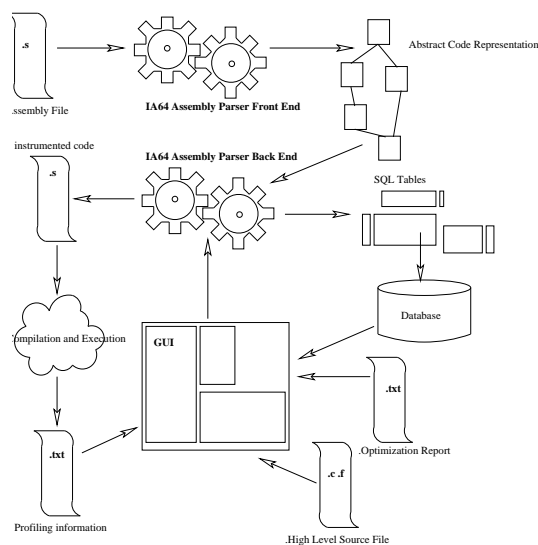 .s
Abstract Code Representation
.ssembly File
IA64 Assembly Parser Front End
instrumented code
IA64 Assembly Parser Back End
.s
SQL Tables
Database
ompilation and Execution
GUI
.txt
.Optimization Report
.txt
.c .f
Profiling information
.High Level Source File